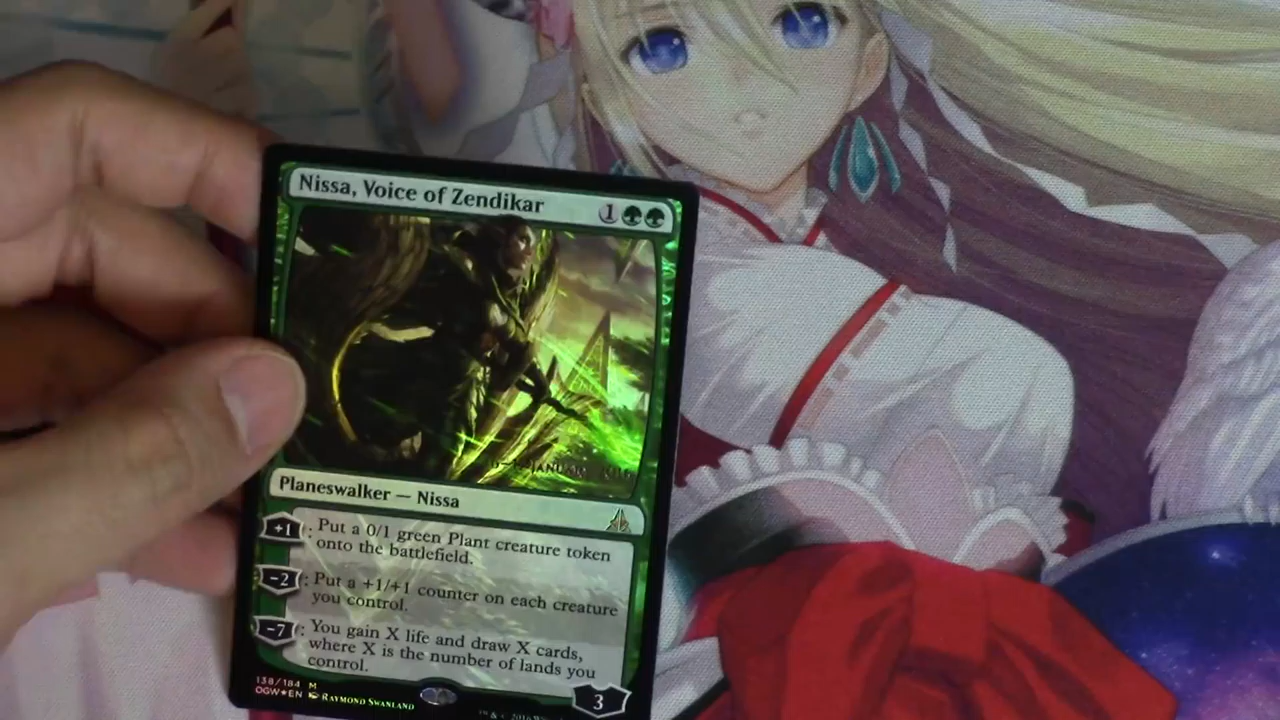 Nissa, Voice of Zendikar 1
Planeswalker — Nissa
+1 : Put a 0/1 green Plant creature token
onto the battlefield.
-2 : Put a +1/+1 counter on each creature
you control.
-7 : You gain X life and draw X cards,
where X is the number of lands you
control.
138/184 M
OGW★EN RAYMOND SWANLAND
3